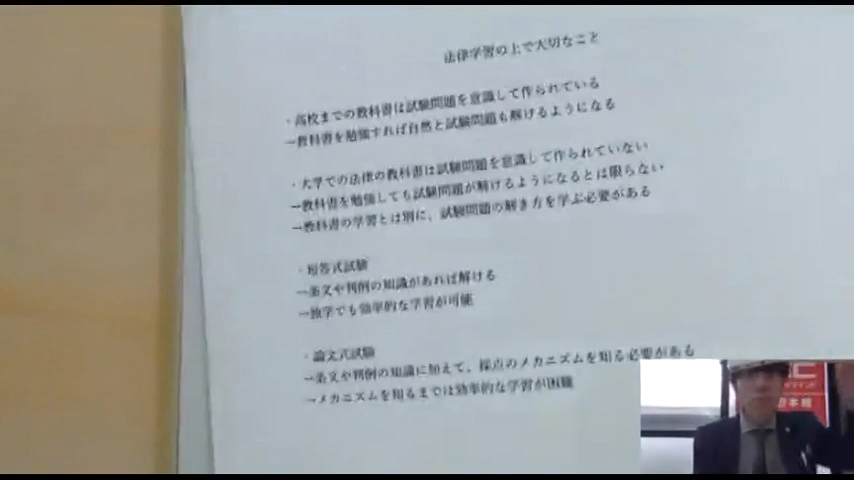 法律学習の上で大切なこと
・高校までの教科書は試験問題を意識して作られている
→教科書を勉強すれば自然と試験問題も解けるようになる
・大学での法律の教科書は試験問題を意識して作られていない
→教科書を勉強しても試験問題が解けるようになるとは限らない
→教科書の学習とは別に、試験問題の解き方を学ぶ必要がある
・短答式試験
→条文や判例の知識があれば解ける
→独学でも効率的な学習が可能
・論文式試験
→条文や判例の知識に加えて、採点のメカニズムを知る必要がある
→メカニズムを知るまでは効率的な学習が困難